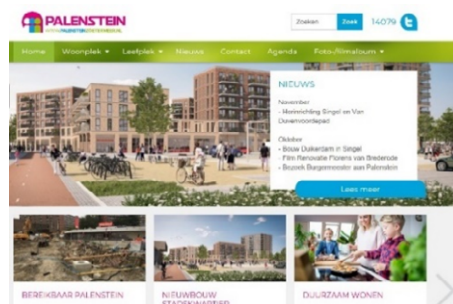 PALENSTEIN
Zoeken
Zoek
14079
Home
Woonplek
Leefplek
Nieuws
Contact
Agenda
Foto-/filmalbum
NIEUWS
November
- Herinrichting Singel en Van
Duivenvoordepad
Oktober
- Bouw Duikerdam in Singel
- Film Renovatie Florens van Brederode
- Bezoek Burgemeester aan Palenstein
Lees meer
BEREIKBAAR PALENSTEIN
NIEUWBOUW
STADSKWARTIER
DUURZAAM WONEN